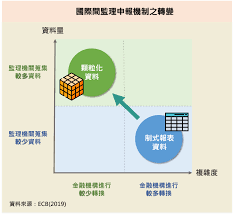 國際間監理申報機制之轉變
資料量
監理機關蒐集
較多資料
顆粒化
資料
監理機關蒐集
較少資料
制式報表
資料
複雜度
金融機構進行
較少轉換
金融機構進行
較多轉換
資料來源：ECB(2019)